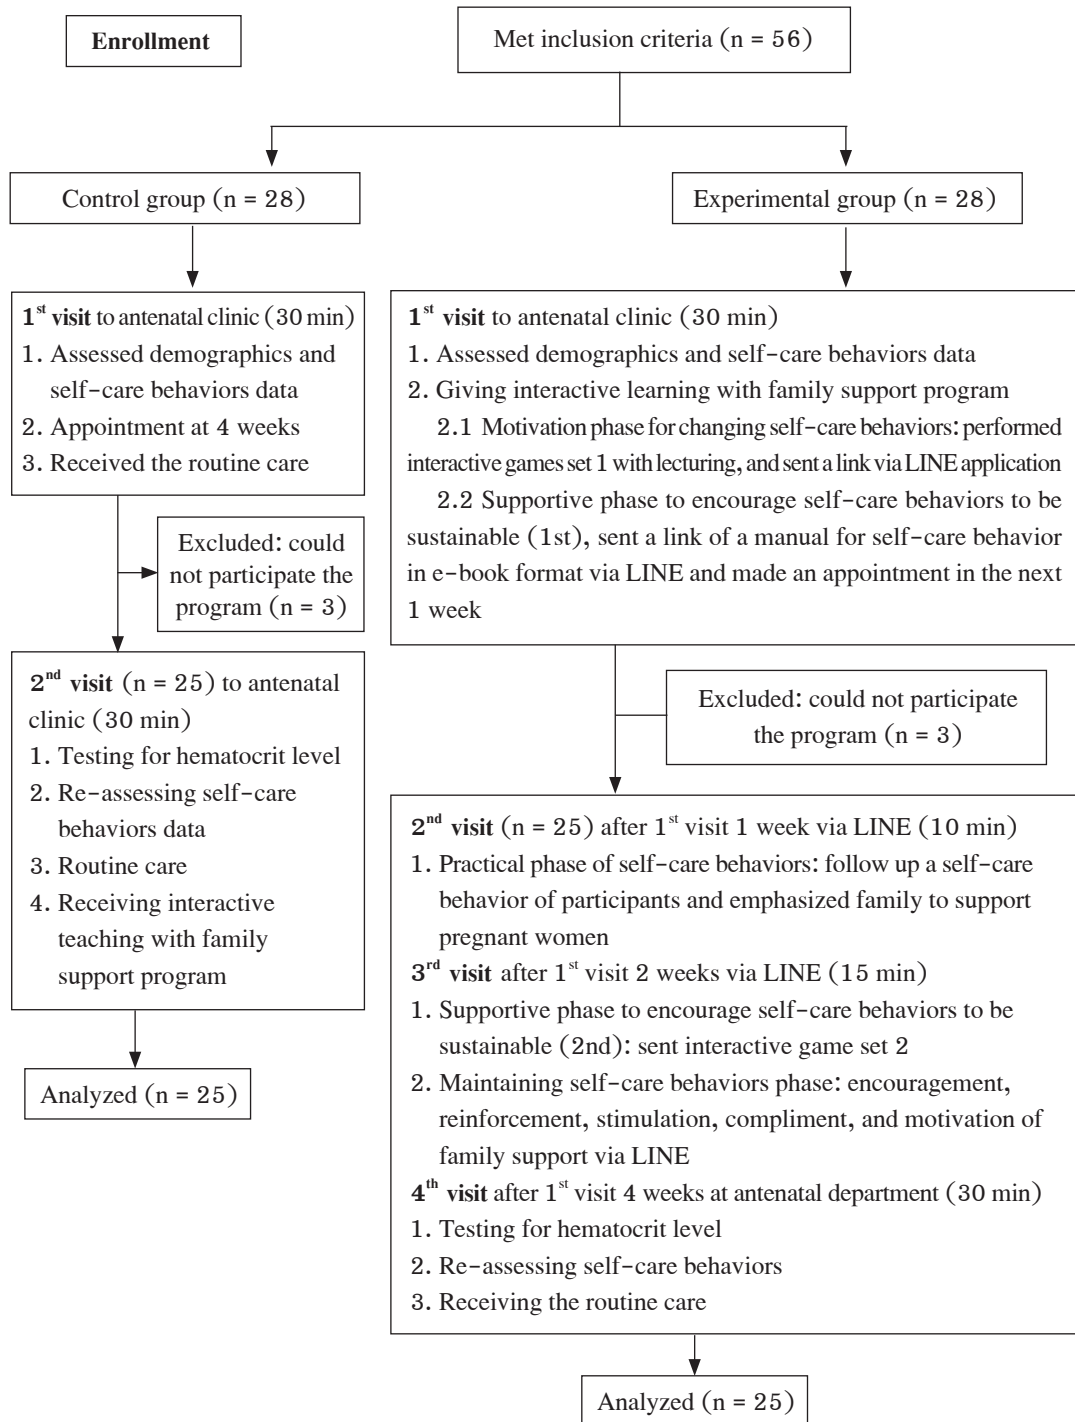 Enrollment
Met inclusion criteria (n = 56)
Control group (n = 28)
Experimental group (n = 28)
1st visit to antenatal clinic (30 min)
1. Assessed demographics and
self-care behaviors data
2. Appointment at 4 weeks
3. Received the routine care
1st visit to antenatal clinic (30 min)
1. Assessed demographics and self-care behaviors data
2. Giving interactive learning with family support program
2.1 Motivation phase for changing self-care behaviors: performed
interactive games set 1 with lecturing, and sent a link via LINE application
2.2 Supportive phase to encourage self-care behaviors to be
sustainable (1st), sent a link of a manual for self-care behavior
in e-book format via LINE and made an appointment in the next
1 week
Excluded: could
not participate the
program (n = 3)
Excluded: could not participate
the program (n = 3)
2nd visit (n = 25) to antenatal
clinic (30 min)
1. Testing for hematocrit level
2. Re-assessing self-care
behaviors data
3. Routine care
4. Receiving interactive
teaching with family
support program
Analyzed (n = 25)
2nd visit (n = 25) after 1st visit 1 week via LINE (10 min)
1. Practical phase of self-care behaviors: follow up a self-care
behavior of participants and emphasized family to support
pregnant women
3rd visit after 1st visit 2 weeks via LINE (15 min)
1. Supportive phase to encourage self-care behaviors to be
sustainable (2nd): sent interactive game set 2
2. Maintaining self-care behaviors phase: encouragement,
reinforcement, stimulation, compliment, and motivation of
family support via LINE
4th visit after 1st visit 4 weeks at antenatal department (30 min)
1. Testing for hematocrit level
2. Re-assessing self-care behaviors
3. Receiving the routine care
Analyzed (n = 25)